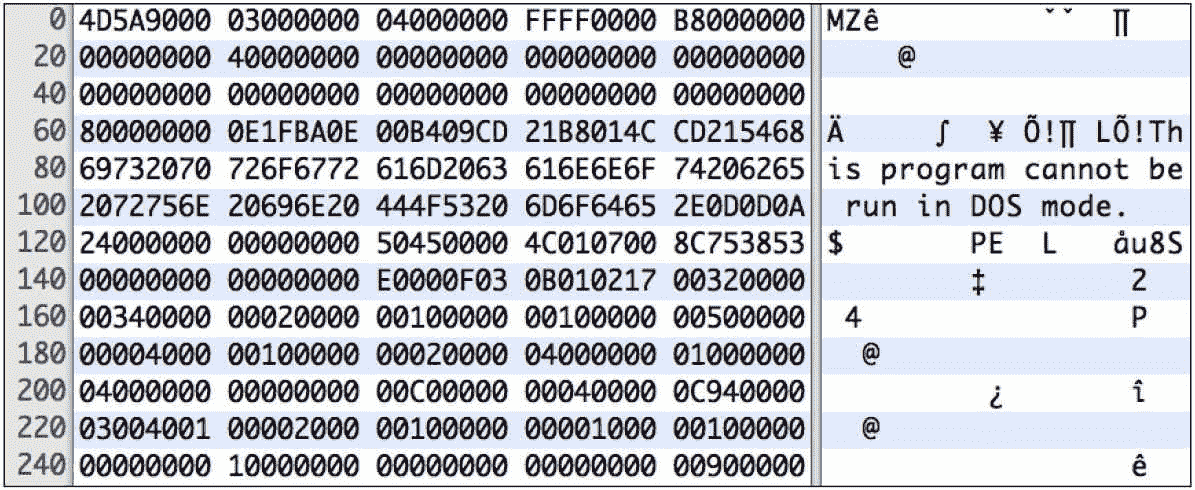 0 4D5A9000 03000000 04000000 FFFF0000 B8000000 MZê ˇˇ ∏
20 00000000 40000000 00000000 00000000 00000000 @
40 00000000 00000000 00000000 00000000 00000000
60 80000000 0E1FBA0E 00B409CD 21B8014C CD215468 Ä ∫ ¥ Õ!∏ LÕ!Th
80 69732070 726F6772 616D2063 616E6E6F 74206265 is program cannot be
100 2072756E 20696E20 444F5320 6D6F6465 2E0D0D0A run in DOS mode.
120 24000000 00000000 50450000 4C010700 8C753853 $ PE L åu8S
140 00000000 00000000 E0000F03 0B010217 00320000 ‡ 2
160 00340000 00020000 00100000 00100000 00500000 4 P
180 00004000 00100000 00020000 04000000 01000000 @
200 04000000 00000000 00C00000 00040000 0C940000 ¿ î
220 03004001 00002000 00100000 00001000 00100000 @
240 00000000 10000000 00000000 00000000 00900000 ê